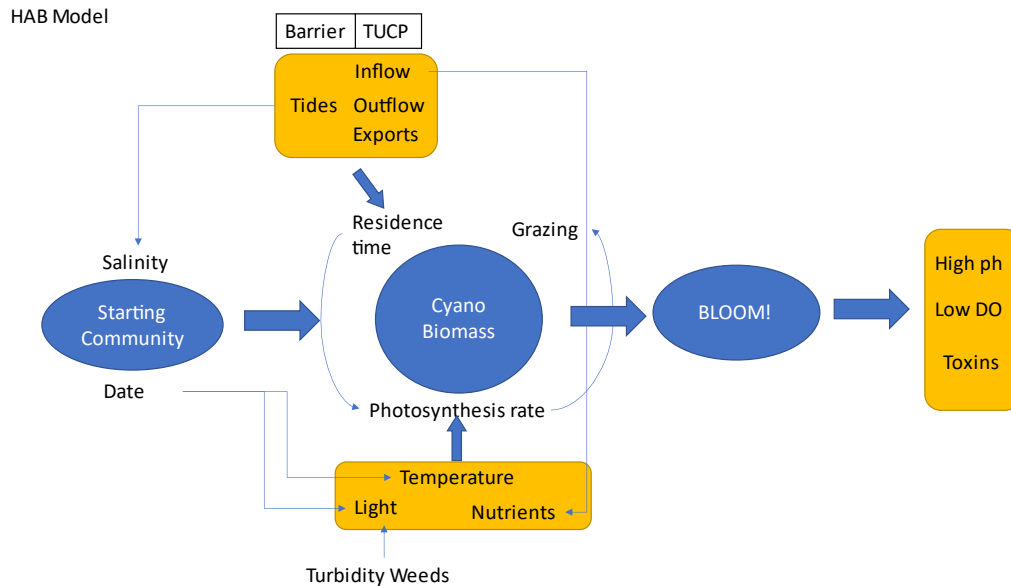 HAB Model
Barrier TUCP
Inflow
Tides Outflow
Exports
Residence
time
Grazing
Salinity
Starting
Community
Cyano
Biomass
BLOOM!
High ph
Low DO
Toxins
Date
Photosynthesis rate
Temperature
Light
Nutrients
Turbidity Weeds